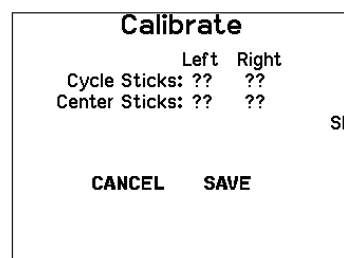 Calibrate
Left Right
Cycle Sticks: ?? ??
Center Sticks: ?? ??
CANCEL SAVE